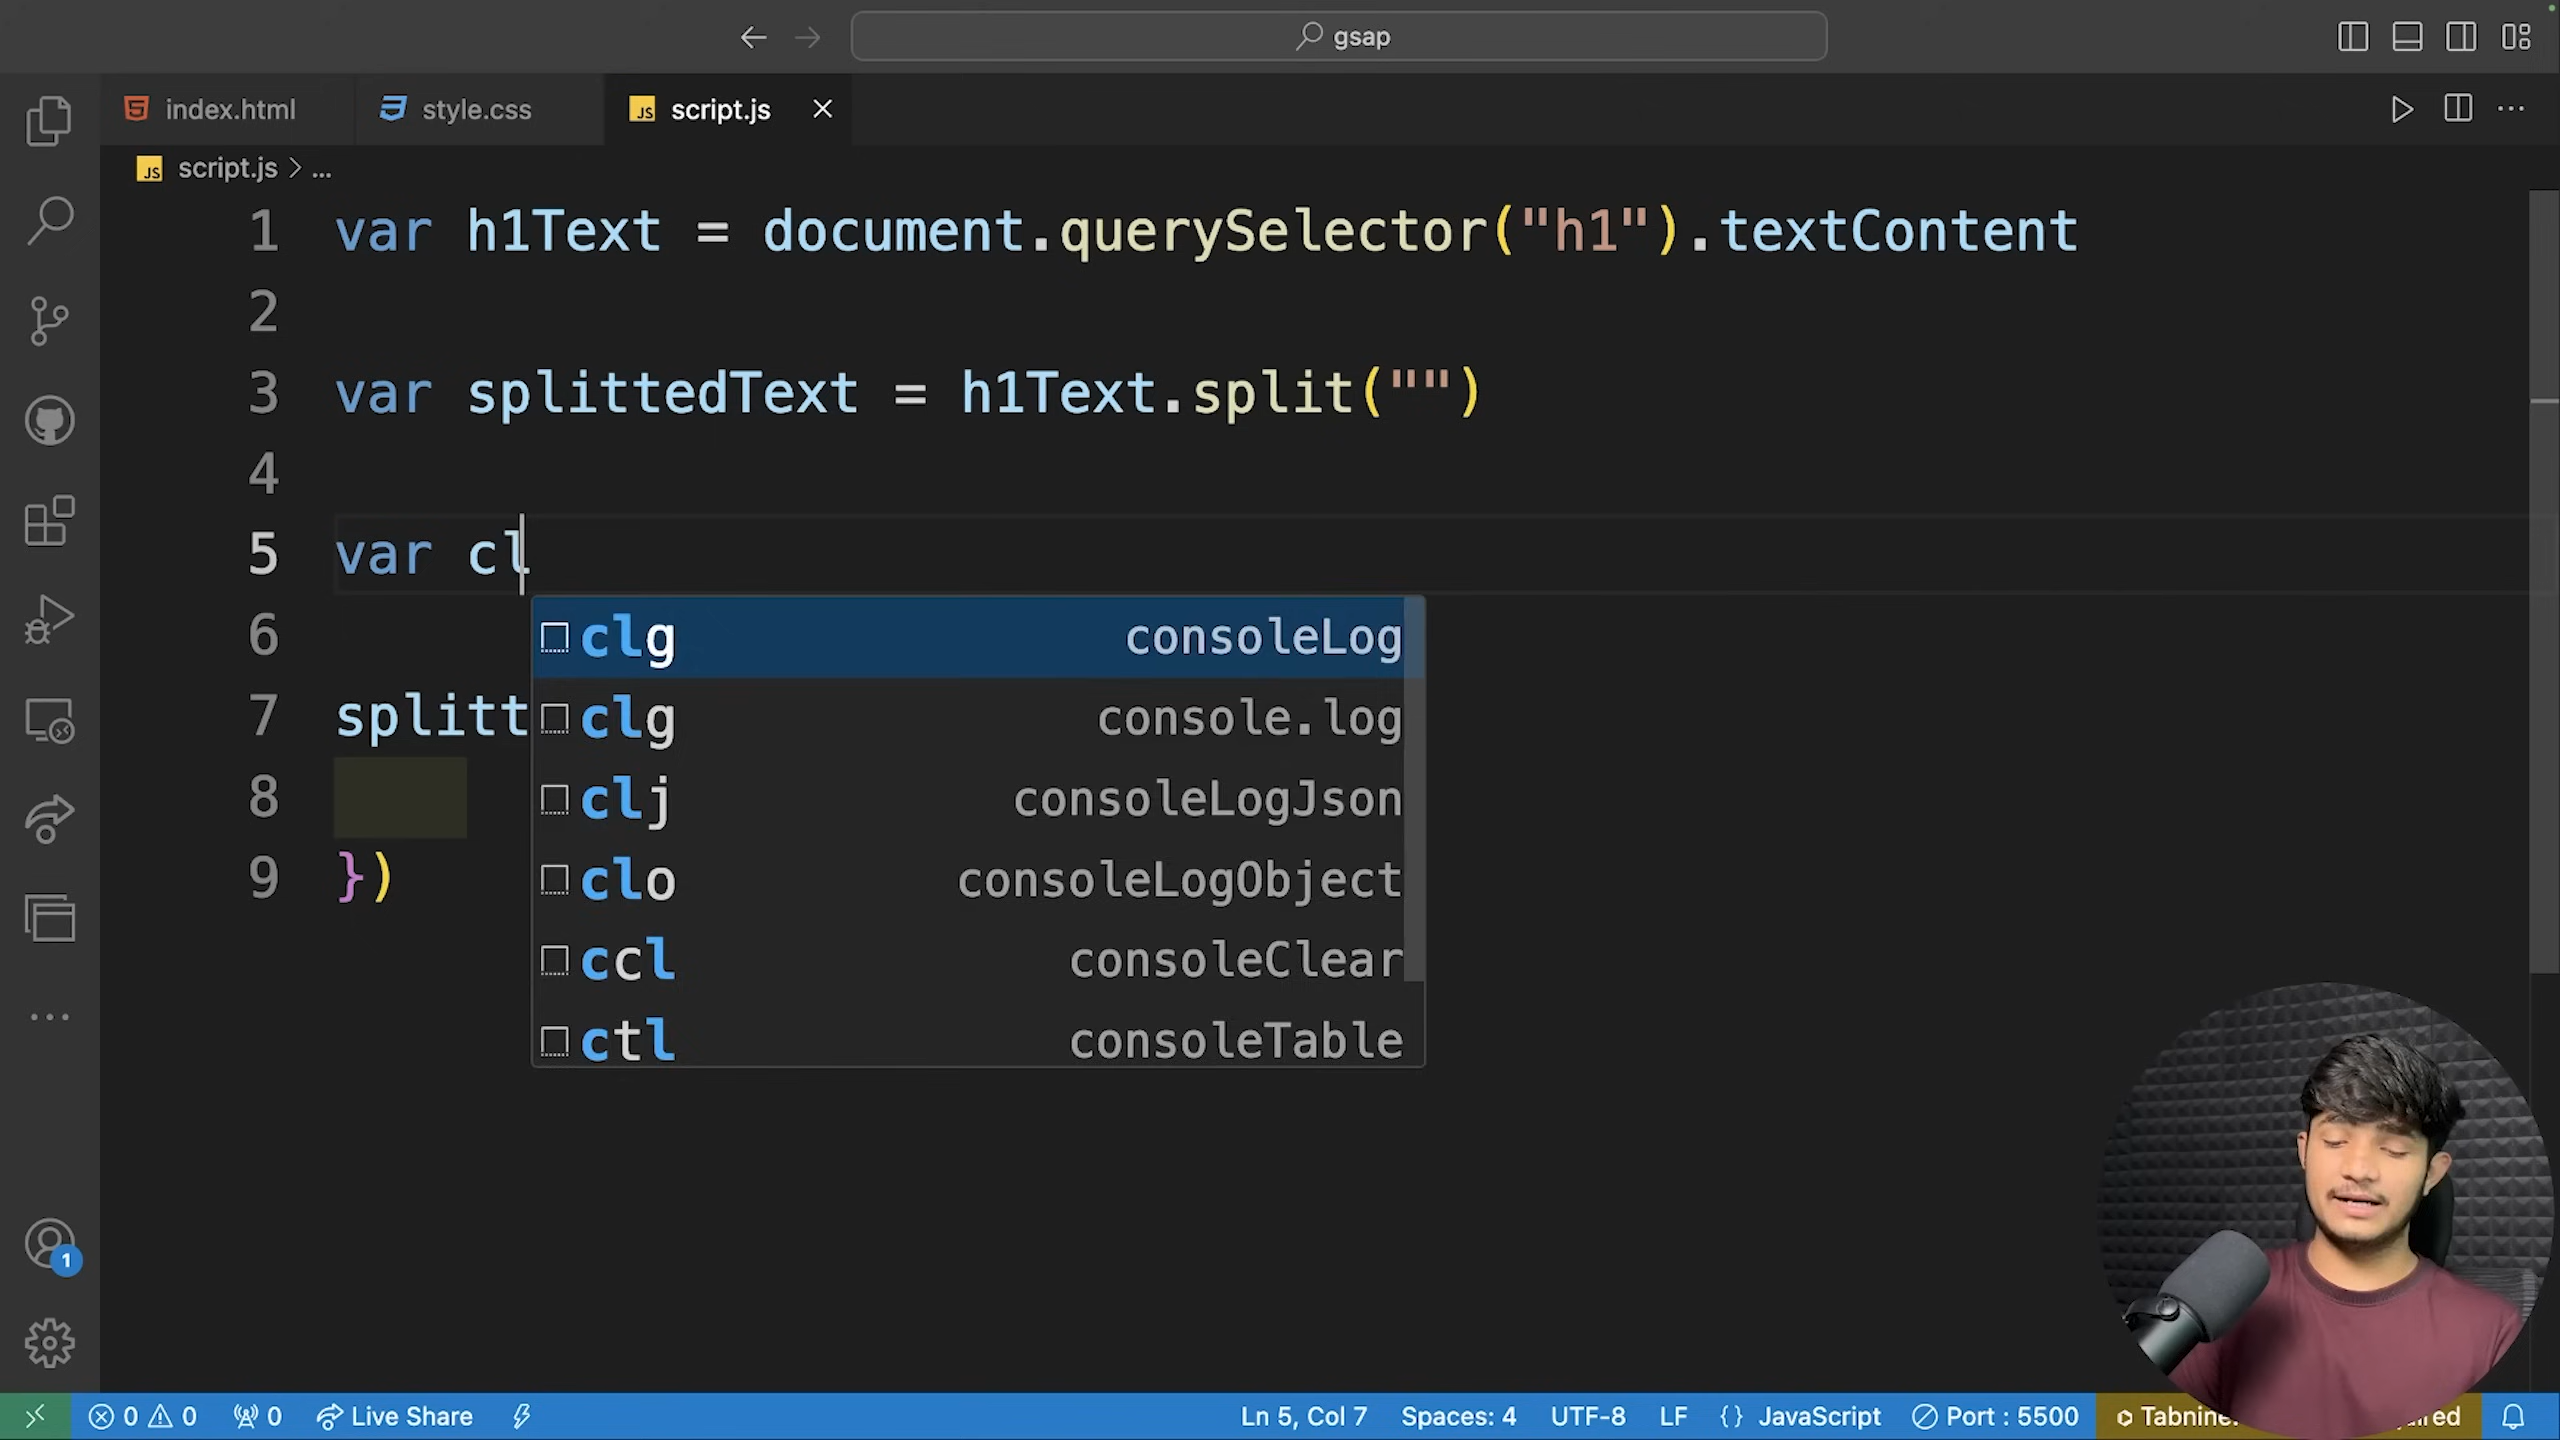 gsap
index.html
style.css
JS script.js
JS script.js > ...
1 var h1Text = document.querySelector("h1").textContent
2
3 var splittedText = h1Text.split("")
4
5 var cl
6
7 splitt
8
9 })
clg consoleLog
clg console.log
clj consoleLogJson
clo consoleLogObject
ccl consoleClear
ctl consoleTable
1
0 0 0 Live Share Ln 5, Col 7 Spaces: 4 UTF-8 LF {} JavaScript Port : 5500